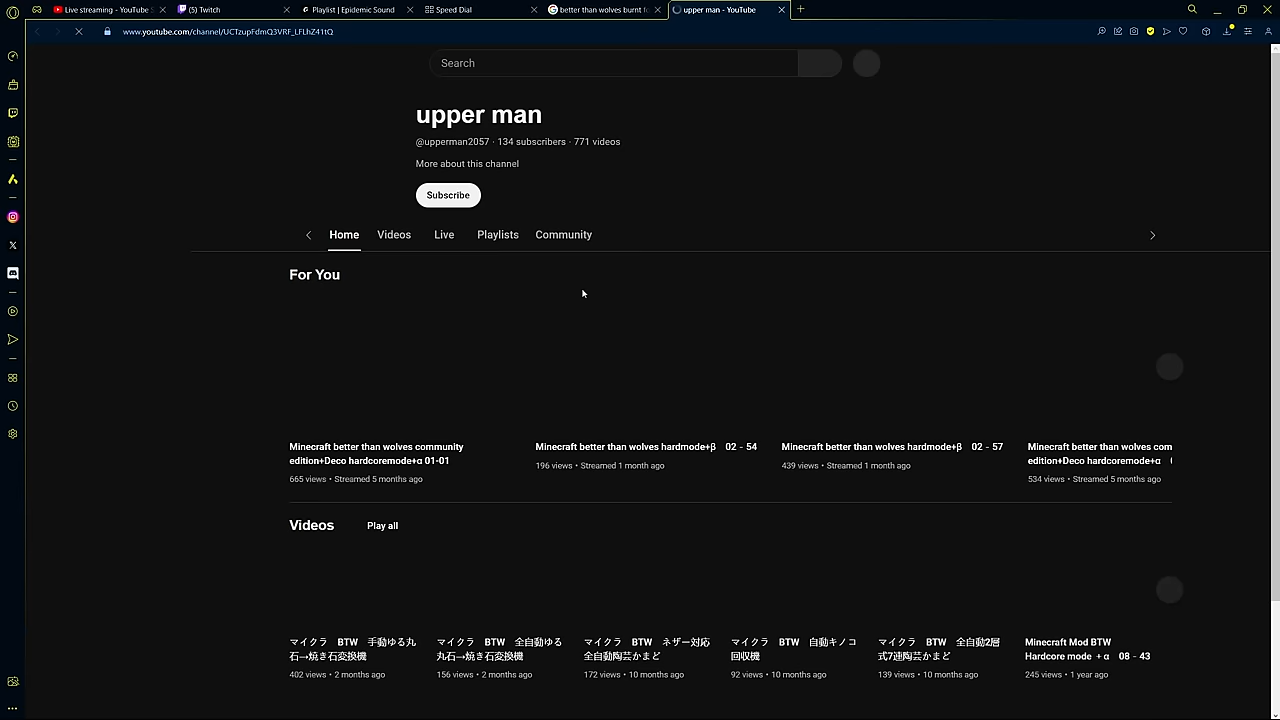 Live streaming - YouTube S
(5) Twitch
Playlist | Epidemic Sound
Speed Dial
better than wolves burnt fo
upper man - YouTube
www.youtube.com/channel/UCTzupFdmQ3VRF_LFLhZ41tQ
Search
upper man
@upperman2057 · 134 subscribers · 771 videos
More about this channel
Subscribe
Home Videos Live Playlists Community
For You
Minecraft better than wolves community
edition+Deco hardcoremode+α 01-01
665 views • Streamed 5 months ago
Minecraft better than wolves hardmode+β 02 - 54
196 views • Streamed 1 month ago
Minecraft better than wolves hardmode+β 02 - 57
439 views • Streamed 1 month ago
Minecraft better than wolves com
edition+Deco hardcoremode+α
534 views • Streamed 5 months ago
Videos Play all
マイクラ BTW 手動ゆる丸
石→焼き石変換機
402 views • 2 months ago
マイクラ BTW 全自動ゆる
丸石→焼き石変換機
156 views • 2 months ago
マイクラ BTW ネザー対応
全自動陶芸かまど
172 views • 10 months ago
マイクラ BTW 自動キノコ
回収機
92 views • 10 months ago
マイクラ BTW 全自動2層
式7連陶芸かまど
139 views • 10 months ago
Minecraft Mod BTW
Hardcore mode +α 08 - 43
245 views • 1 year ago